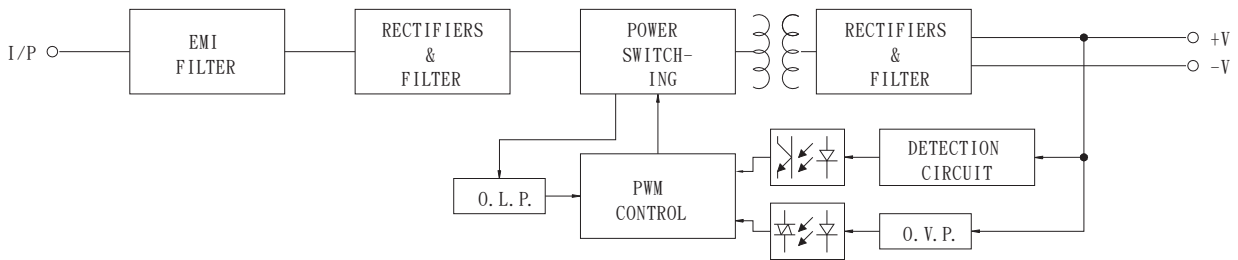 I/P
EMI
FILTER
RECTIFIERS
&
FILTER
POWER
SWITCH-
ING
RECTIFIERS
&
FILTER
+V
-V
O.L.P.
PWM
CONTROL
DETECTION
CIRCUIT
O.V.P.